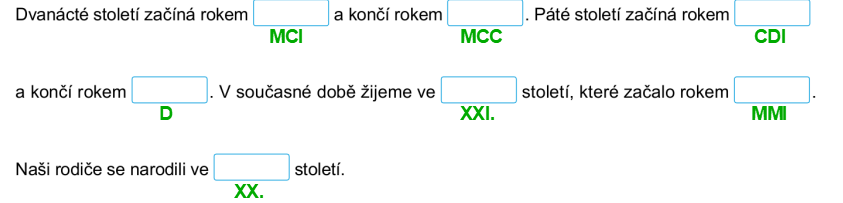 Dvanácté století začíná rokem a končí rokem . Páté století začíná rokem
MCI MCC CDI
a končí rokem . V současné době žijeme ve století, které začalo rokem .
D XXI. MMI
Naši rodiče se narodili ve století.
XX.